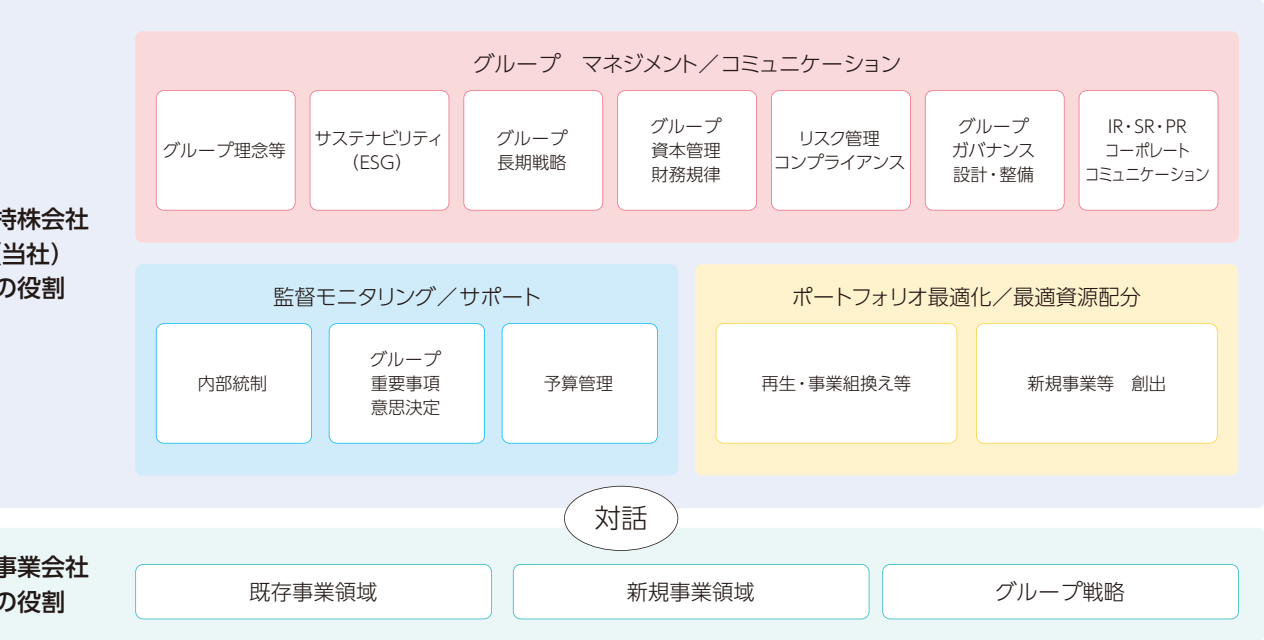 グループ　マネジメント／コミュニケーション
グループ理念等
サステナビリティ
（ESG）
グループ
長期戦略
グループ
資本管理
財務規律
リスク管理
コンプライアンス
グループ
ガバナンス
設計・整備
IR・SR・PR
コーポレート
コミュニケーション
持株会社
（当社）
の役割
監督モニタリング／サポート
内部統制
グループ
重要事項
意思決定
予算管理
ポートフォリオ最適化／最適資源配分
再生・事業組換え等
新規事業等　創出
対話
事業会社
の役割
既存事業領域
新規事業領域
グループ戦略